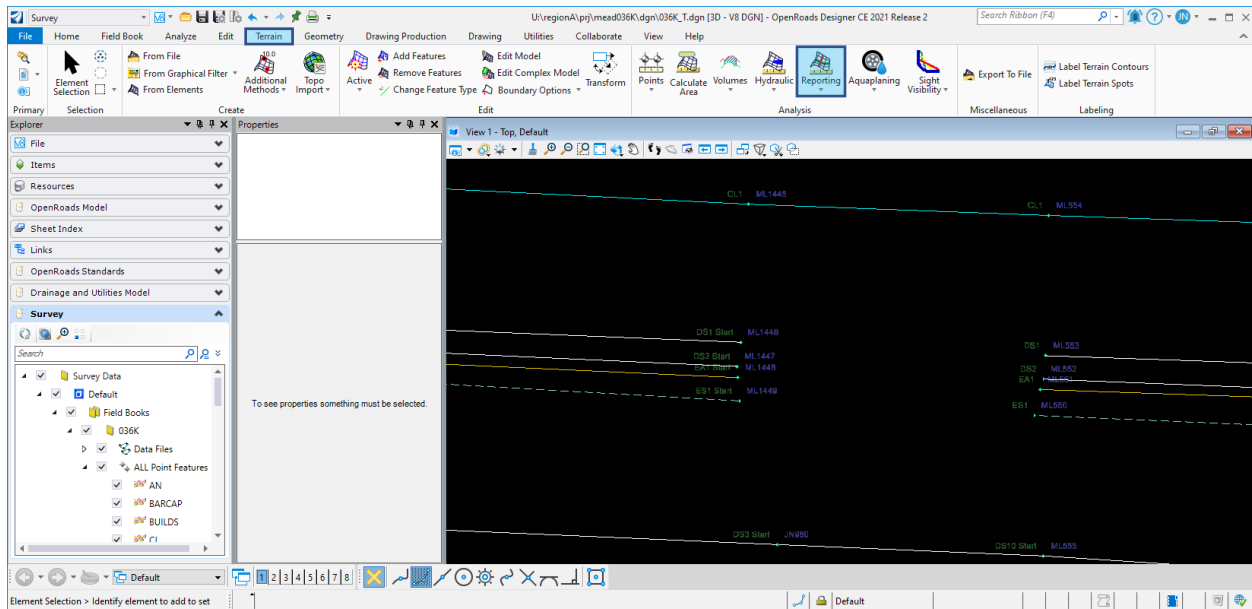 Survey
U:\regionA\prj\mead036K\dgn\036K_T.dgn [3D - V8 DGN] - OpenRoads Designer CE 2021 Release 2
Search Ribbon (F4)
JN
File Home Field Book Analyze Edit Terrain Geometry Drawing Production Drawing Utilities Collaborate View Help
Element Selection
From File
From Graphical Filter
From Elements
Additional Methods
Topo Import
Active
Add Features
Remove Features
Change Feature Type
Edit Model
Edit Complex Model
Boundary Options
Transform
Points
Calculate Area
Volumes
Hydraulic
Reporting
Aquaplaning
Sight Visibility
Export To File
Label Terrain Contours
Label Terrain Spots
Primary Selection Create Edit Analysis Miscellaneous Labeling
Explorer
File
Items
Resources
OpenRoads Model
Sheet Index
Links
OpenRoads Standards
Drainage and Utilities Model
Survey
Search
Survey Data
Default
Field Books
036K
Data Files
ALL Point Features
AN
BARCAP
BUILDS
Properties
To see properties something must be selected.
View 1 - Top, Default
CL1 ML1445
CL1 ML554
DS1 Start ML1446
DS2 Start ML1447
EA1 Start ML1448
ES1 Start ML1449
DS1 ML553
DS2 ML552
EA1 ML551
ES1 ML550
DS3 Start JN960
DS10 Start ML555
Default
1 2 3 4 5 6 7 8
Element Selection > Identify element to add to set
Default